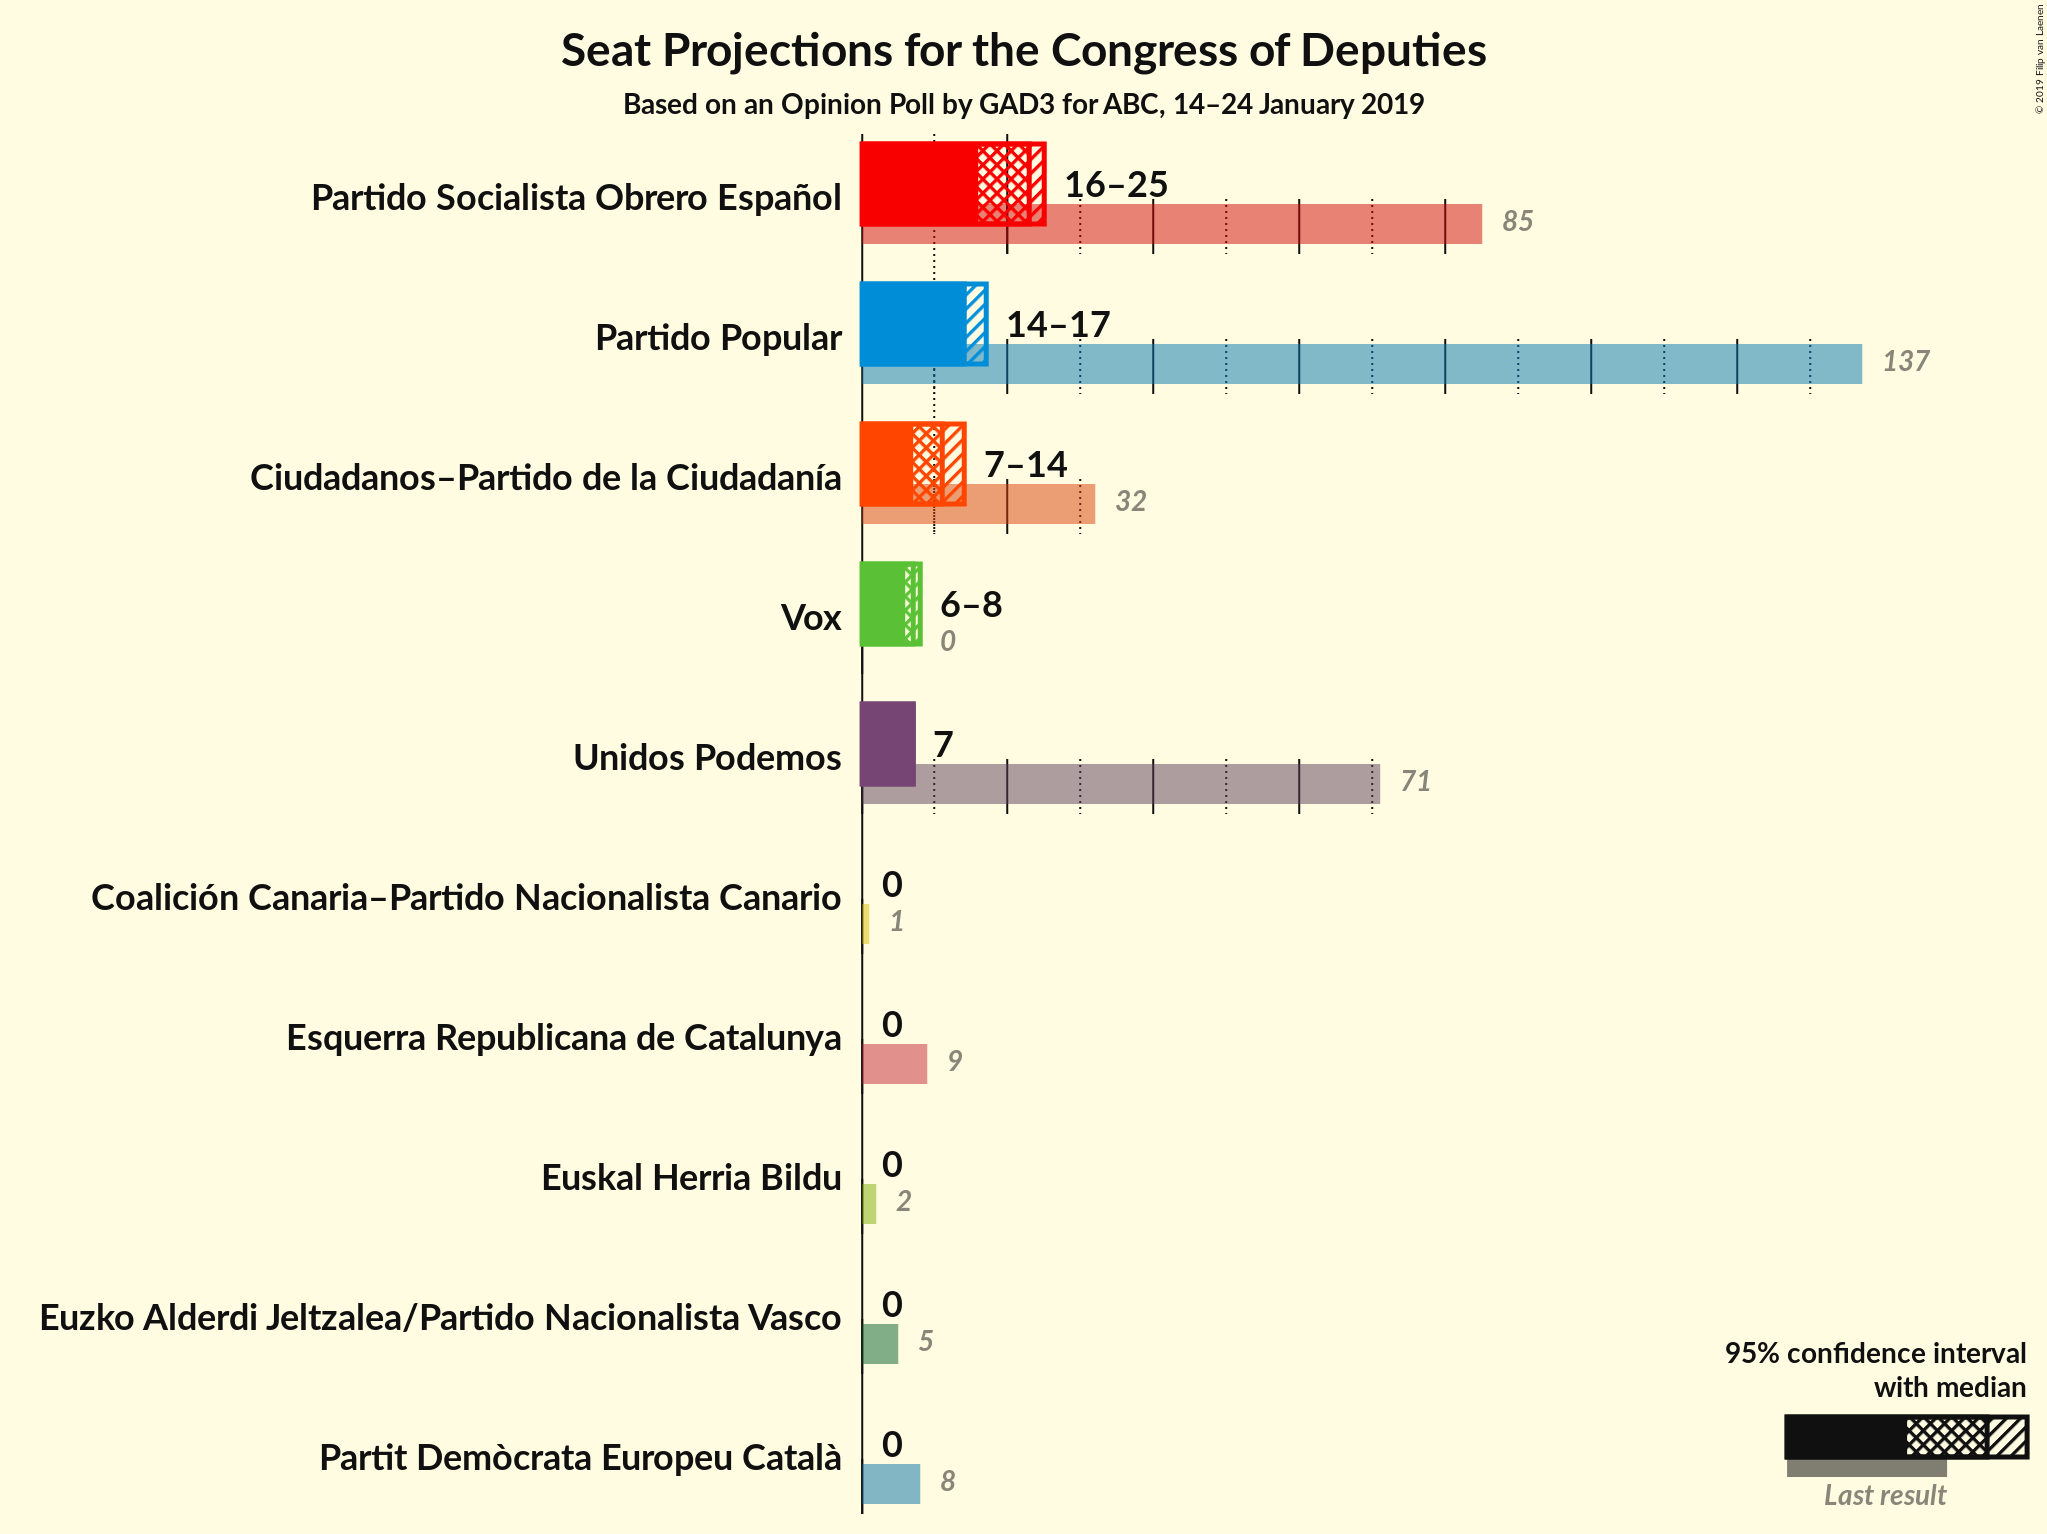 Seat Projections for the Congress of Deputies
Based on an Opinion Poll by GAD3 for ABC, 14–24 January 2019
© 2019 Filip van Laenen
Partido Socialista Obrero Español
16–25
85
Partido Popular
14–17
137
Ciudadanos–Partido de la Ciudadanía
7–14
32
Vox
6–8
0
Unidos Podemos
7
71
Coalición Canaria–Partido Nacionalista Canario
0
1
Esquerra Republicana de Catalunya
0
9
Euskal Herria Bildu
0
2
Euzko Alderdi Jeltzalea/Partido Nacionalista Vasco
0
5
Partit Demòcrata Europeu Català
0
8
95% confidence interval
with median
Last result